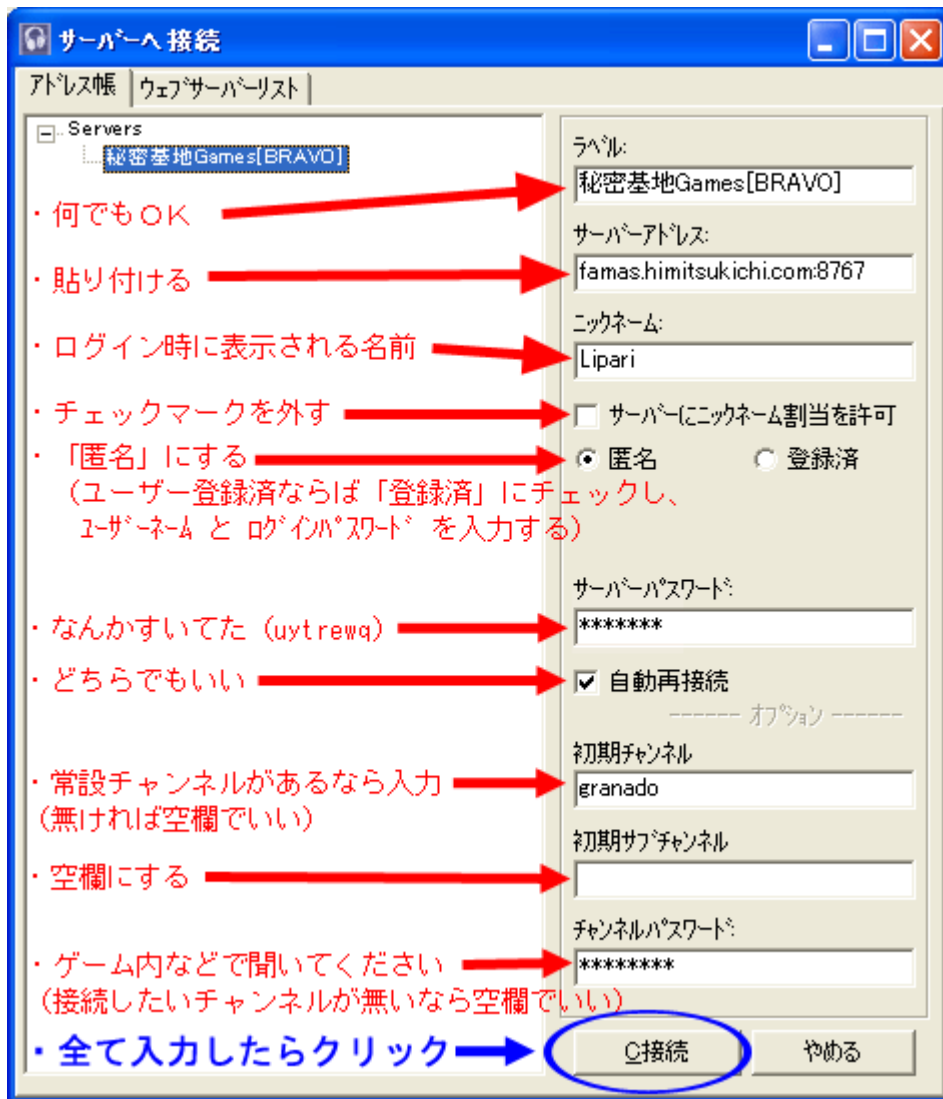 サーバーへ接続
アドレス帳 ウェブサーバーリスト
Servers
秘密基地Games[BRAVO]
ラベル:
秘密基地Games[BRAVO]
・何でもOK
サーバーアドレス:
famas.himitsukichi.com:8767
・貼り付ける
ニックネーム:
Lipari
・ログイン時に表示される名前
・チェックマークを外す
サーバーにニックネーム割当を許可
・「匿名」にする
匿名 登録済
(ユーザー登録済ならば「登録済」にチェックし、
ユーザーネーム と ログインパスワード を入力する)
サーバーパスワード:
*******
・なんかすいてた (uytrewq)
・どちらでもいい
自動再接続
------ オプション ------
初期チャンネル
granado
・常設チャンネルがあるなら入力
(無ければ空欄でいい)
初期サブチャンネル
・空欄にする
チャンネルパスワード:
********
・ゲーム内などで聞いてください
(接続したいチャンネルが無いなら空欄でいい)
・全て入力したらクリック
C接続 やめる